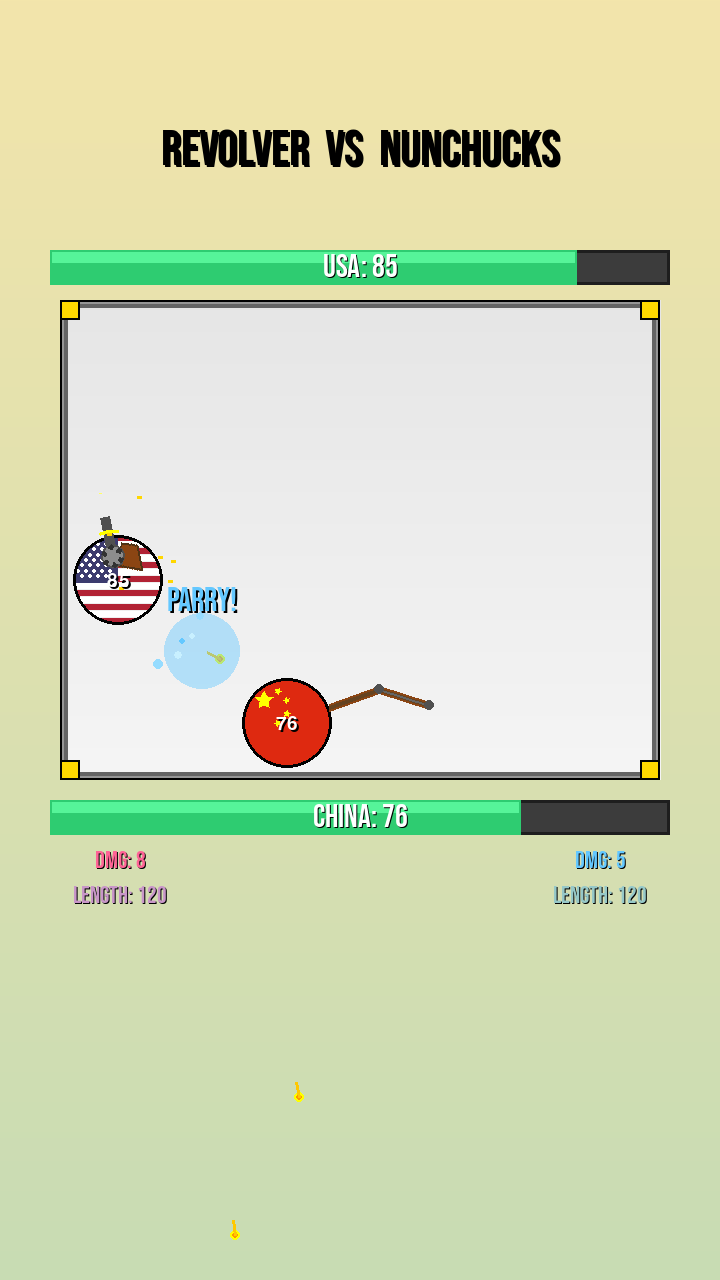 REVOLVER VS NUNCHUCKS
USA: 85
85
PARRY!
76
CHINA: 76
DMG: 8
DMG: 5
LENGTH: 120
LENGTH: 120